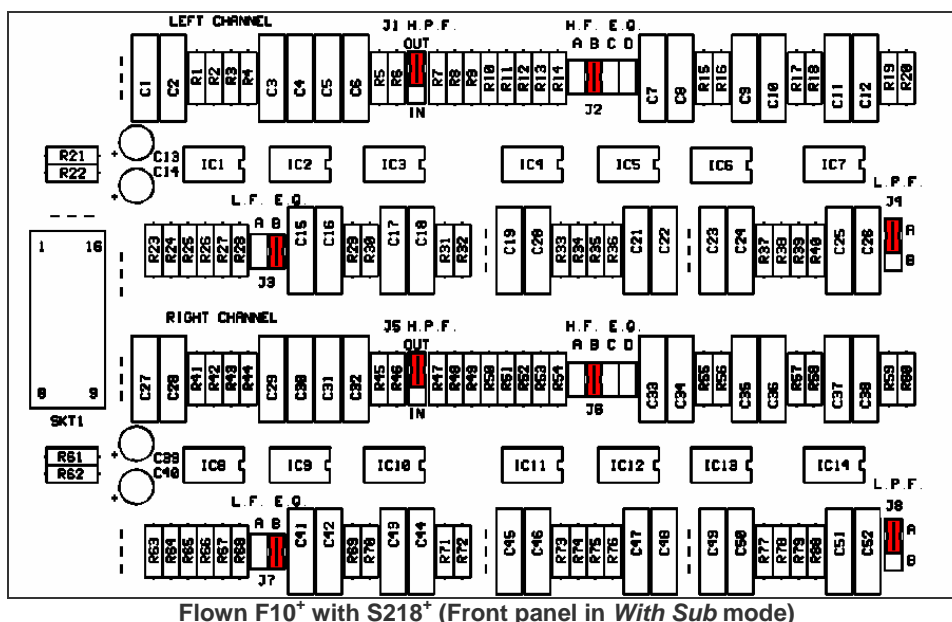 LEFT CHANNEL J1 H.P.F. H.F. E.Q.
OUT A B C D
C1 C2 R1 R2 R3 R4 C3 C4 C5 C6 R5 R6 R7 R8 R9 R10 R11 R12 R13 R14 C7 C8 R15 R16 C9 C10 R17 R18 C11 C12 R19 R20
IN J2
R21 + C13 IC1 IC2 IC3 IC4 IC5 IC6 IC7
R22 + C14
L.F. E.Q. L.P.F.
A B J4
1 16 R23 R24 R25 R26 R27 R28 C15 C16 R29 R30 C17 C18 R31 R32 C19 C20 R33 R34 R35 R36 C21 C22 C23 C24 R37 R38 R39 R40 C25 C26 A
J3 B
RIGHT CHANNEL J5 H.P.F. H.F. E.Q.
OUT A B C D
C27 C28 R41 R42 R43 R44 C29 C30 C31 C32 R45 R46 R47 R48 R49 R50 R51 R52 R53 R54 C33 C34 R55 R56 C35 C36 R57 R58 C37 C38 R59 R60
8 9 IN J6
SKT1
R61 + C39 IC8 IC9 IC10 IC11 IC12 IC13 IC14
R62 + C40
L.F. E.Q. L.P.F.
A B J8
R63 R64 R65 R66 R67 R68 C41 C42 R69 R70 C43 C44 R71 R72 C45 C46 R73 R74 R75 R76 C47 C48 C49 C50 R77 R78 R79 R80 C51 C52 A
J7 B
Flown F10⁺ with S218⁺ (Front panel in With Sub mode)